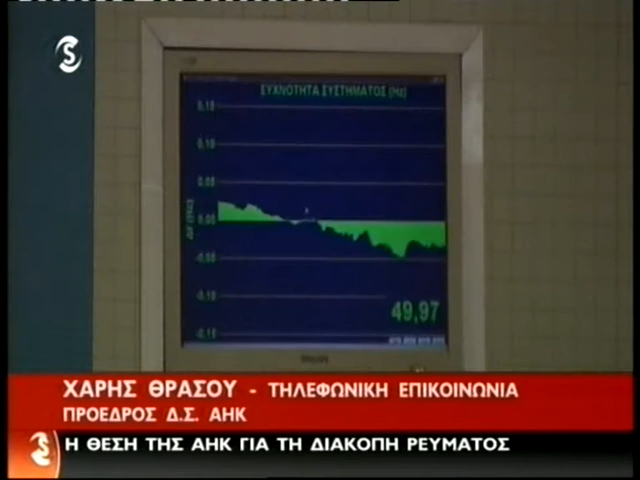 ΣΥΧΝΟΤΗΤΑ ΣΥΣΤΗΜΑΤΟΣ (Hz)
0,15
0,10
0,05
0,00
-0,05
-0,10
-0,15
49,97
PHILIPS
ΧΑΡΗΣ ΘΡΑΣΟΥ - ΤΗΛΕΦΩΝΙΚΗ ΕΠΙΚΟΙΝΩΝΙΑ
ΠΡΟΕΔΡΟΣ Δ.Σ. ΑΗΚ
Η ΘΕΣΗ ΤΗΣ ΑΗΚ ΓΙΑ ΤΗ ΔΙΑΚΟΠΗ ΡΕΥΜΑΤΟΣ